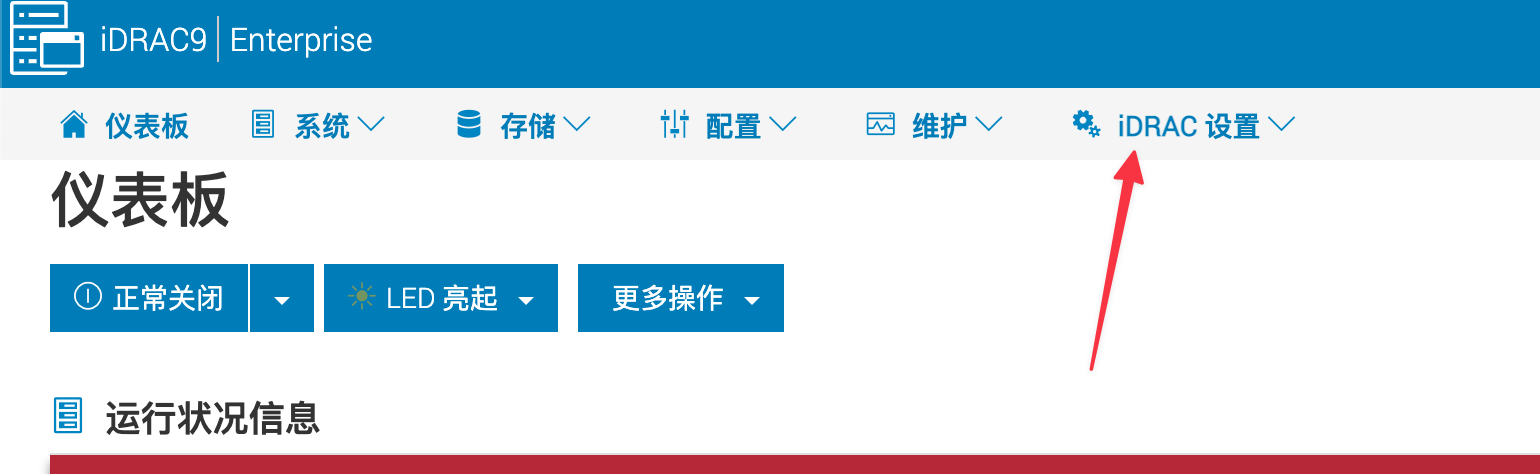 iDRAC9 Enterprise
仪表板 系统 存储 配置 维护 iDRAC 设置
仪表板
正常关闭 LED 亮起 更多操作
运行状况信息